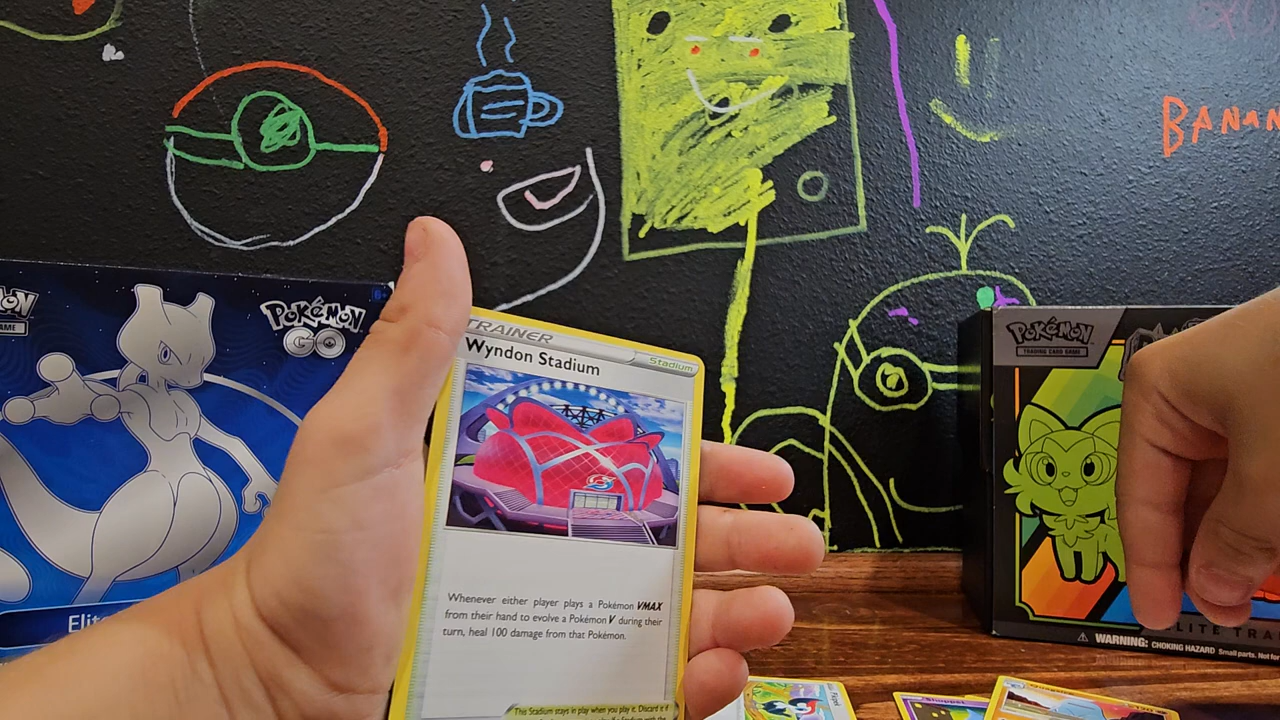 BANAN
POKéMON
GO
Elite
TRAINER
Wyndon Stadium
Stadium
Whenever either player plays a Pokémon VMAX
from their hand to evolve a Pokémon V during their
turn, heal 100 damage from that Pokémon.
This Stadium stays in play when you play it. Discard it if
POKéMON
TRADING CARD GAME
ELITE TRA
WARNING: CHOKING HAZARD Small parts. Not for
Shuppet